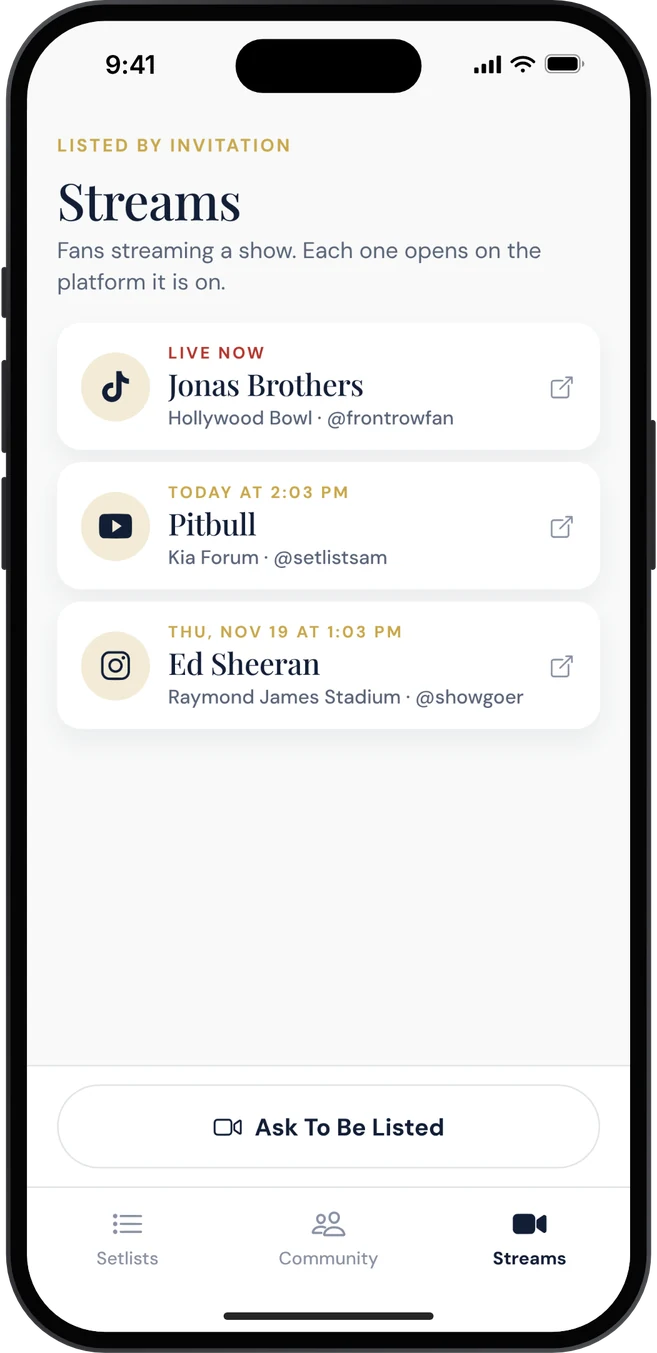 9:41
LISTED BY INVITATION
Streams
Fans streaming a show. Each one opens on the
platform it is on.
LIVE NOW
Jonas Brothers
Hollywood Bowl · @frontrowfan
TODAY AT 2:03 PM
Pitbull
Kia Forum · @setlistsam
THU, NOV 19 AT 1:03 PM
Ed Sheeran
Raymond James Stadium · @showgoer
Ask To Be Listed
Setlists
Community
Streams